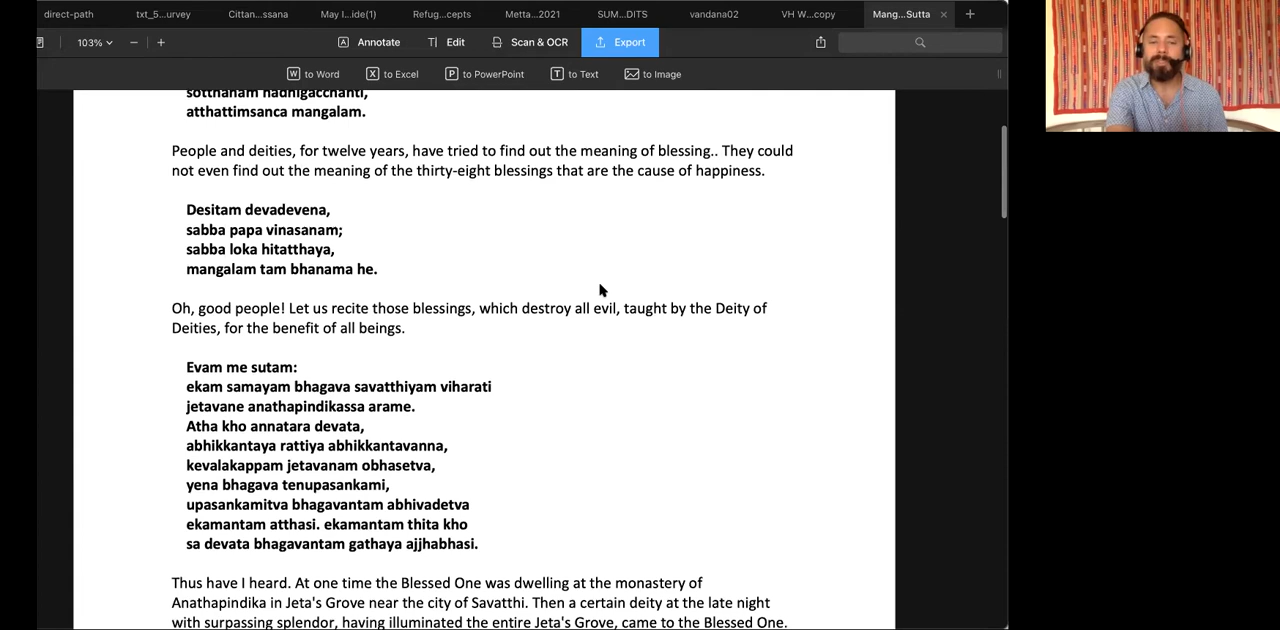 direct-path
txt_5...urvey
Cittan...ssana
May I...ide(1)
Refug...cepts
Metta...2021
SUM...DITS
vandana02
VH W...copy
Mang...Sutta
103%
Annotate
Edit
Scan & OCR
Export
W to Word
X to Excel
P to PowerPoint
T to Text
to Image
sotthanam nadhigacchanti,
atthattimsanca mangalam.
People and deities, for twelve years, have tried to find out the meaning of blessing.. They could
not even find out the meaning of the thirty-eight blessings that are the cause of happiness.
Desitam devadevena,
sabba papa vinasanam;
sabba loka hitatthaya,
mangalam tam bhanama he.
Oh, good people! Let us recite those blessings, which destroy all evil, taught by the Deity of
Deities, for the benefit of all beings.
Evam me sutam:
ekam samayam bhagava savatthiyam viharati
jetavane anathapindikassa arame.
Atha kho annatara devata,
abhikkantaya rattiya abhikkantavanna,
kevalakappam jetavanam obhasetva,
yena bhagava tenupasankami,
upasankamitva bhagavantam abhivadetva
ekamantam atthasi. ekamantam thita kho
sa devata bhagavantam gathaya ajjhabhasi.
Thus have I heard. At one time the Blessed One was dwelling at the monastery of
Anathapindika in Jeta's Grove near the city of Savatthi. Then a certain deity at the late night
with surpassing splendor, having illuminated the entire Jeta's Grove, came to the Blessed One.